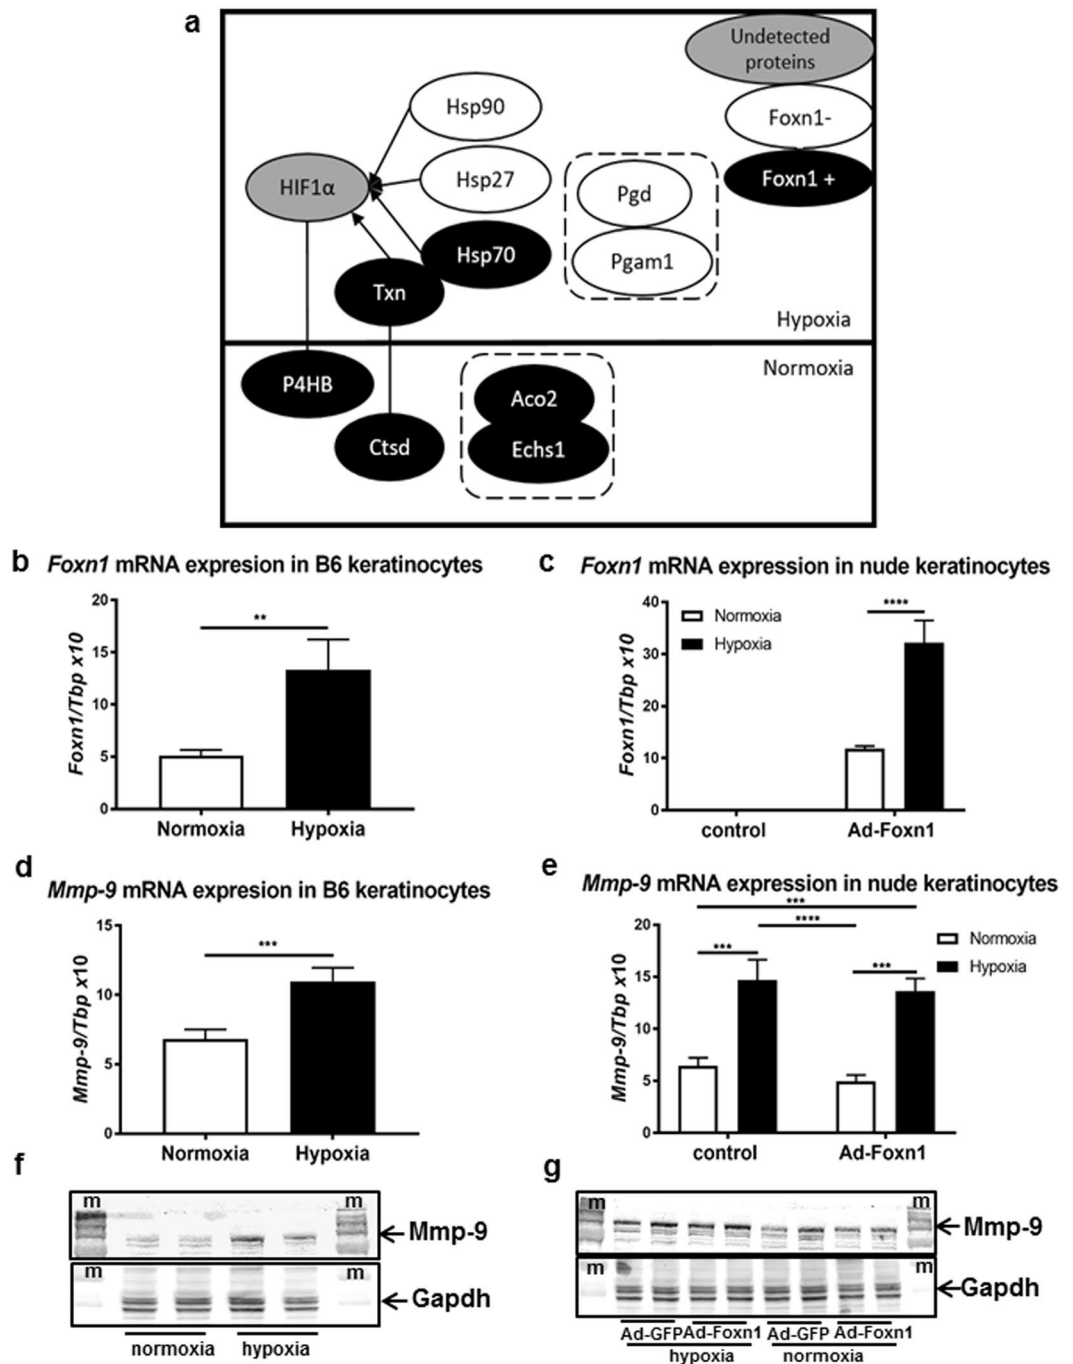 a
Undetected
proteins
Foxn1-
Foxn1 +
Hsp90
Hsp27
HIF1α
Hsp70
Txn
Pgd
Pgam1
Hypoxia
Normoxia
P4HB
Ctsd
Aco2
Echs1
b
Foxn1 mRNA expresion in B6 keratinocytes
Foxn1/Tbp x10
20
15
10
5
0
**
Normoxia Hypoxia
c
Foxn1 mRNA expression in nude keratinocytes
Foxn1/Tbp x10
40
30
20
10
0
Normoxia
Hypoxia
****
control Ad-Foxn1
d
Mmp-9 mRNA expresion in B6 keratinocytes
Mmp-9/Tbp x10
15
10
5
0
***
Normoxia Hypoxia
e
Mmp-9 mRNA expression in nude keratinocytes
Mmp-9/Tbp x10
20
15
10
5
0
***
****
***
***
Normoxia
Hypoxia
control Ad-Foxn1
f
m m
Mmp-9
m m
Gapdh
normoxia hypoxia
g
m m
Mmp-9
m m
Gapdh
Ad-GFP Ad-Foxn1 Ad-GFP Ad-Foxn1
hypoxia normoxia